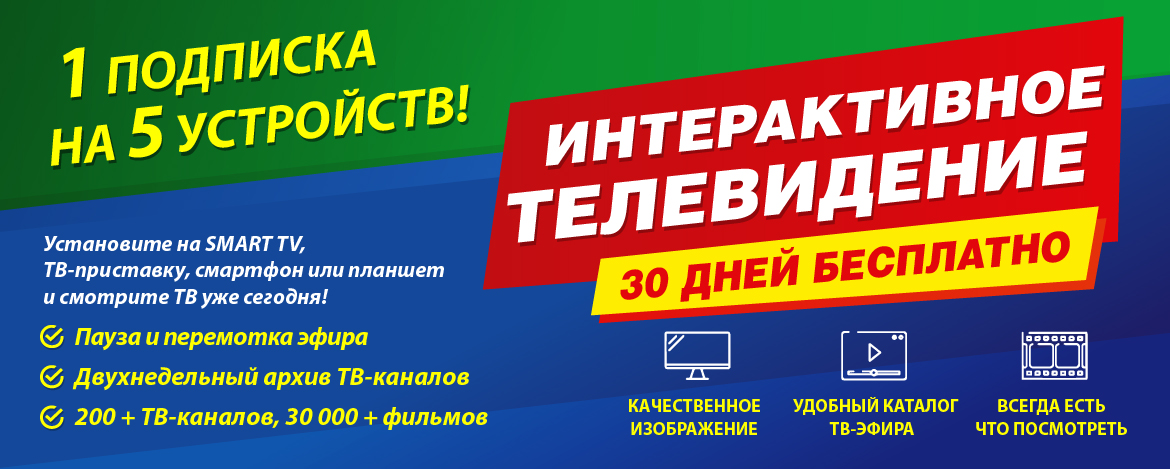 1 ПОДПИСКА
НА 5 УСТРОЙСТВ!
ИНТЕРАКТИВНОЕ
ТЕЛЕВИДЕНИЕ
30 ДНЕЙ БЕСПЛАТНО
Установите на SMART TV,
ТВ-приставку, смартфон или планшет
и смотрите ТВ уже сегодня!
Пауза и перемотка эфира
Двухнедельный архив ТВ-каналов
200 + ТВ-каналов, 30 000 + фильмов
КАЧЕСТВЕННОЕ
ИЗОБРАЖЕНИЕ
УДОБНЫЙ КАТАЛОГ
ТВ-ЭФИРА
ВСЕГДА ЕСТЬ
ЧТО ПОСМОТРЕТЬ